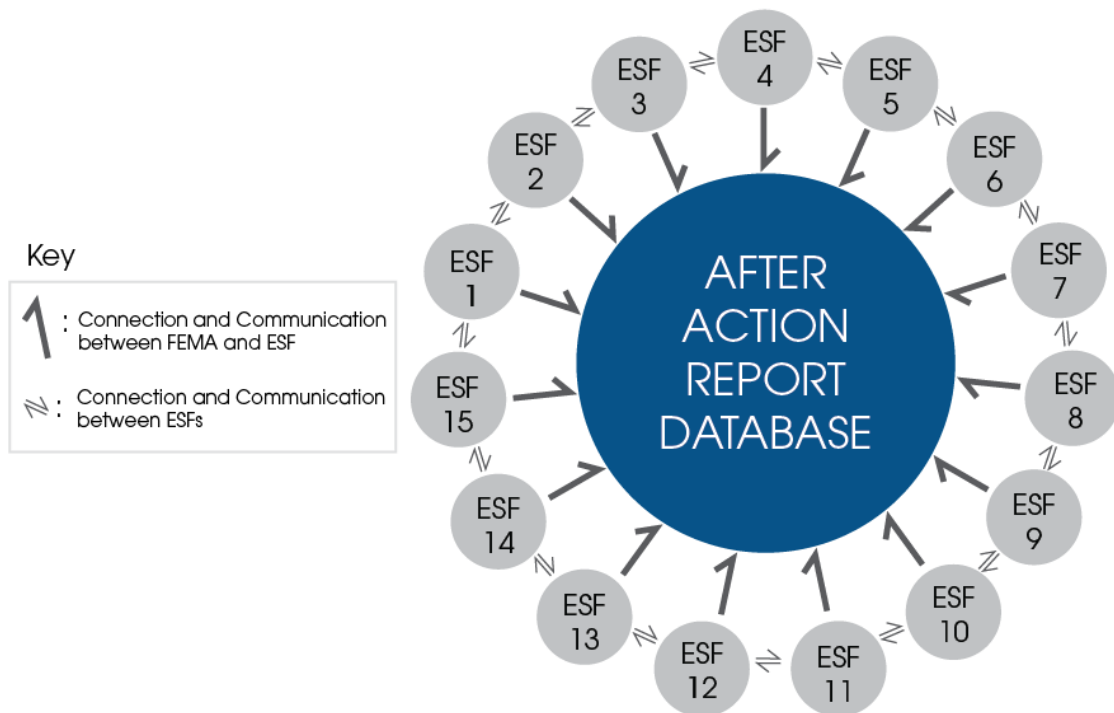 Key
: Connection and Communication
between FEMA and ESF
: Connection and Communication
between ESFs
AFTER
ACTION
REPORT
DATABASE
ESF
1
ESF
2
ESF
3
ESF
4
ESF
5
ESF
6
ESF
7
ESF
8
ESF
9
ESF
10
ESF
11
ESF
12
ESF
13
ESF
14
ESF
15